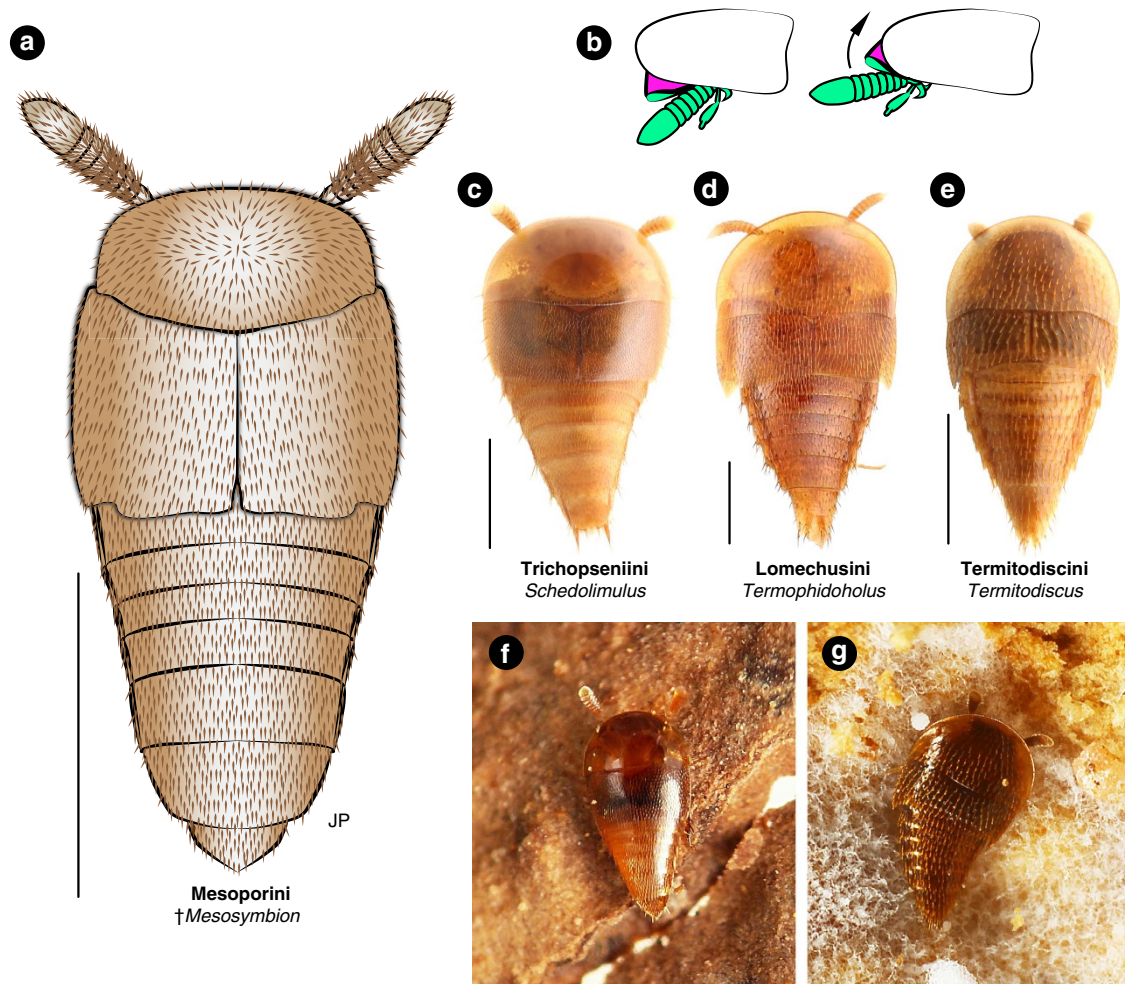 a
b
c
d
e
JP
Mesoporini
†Mesosymbion
Trichopseniini
Schedolimulus
Lomechusini
Termophidoholus
Termitodiscini
Termitodiscus
f
g